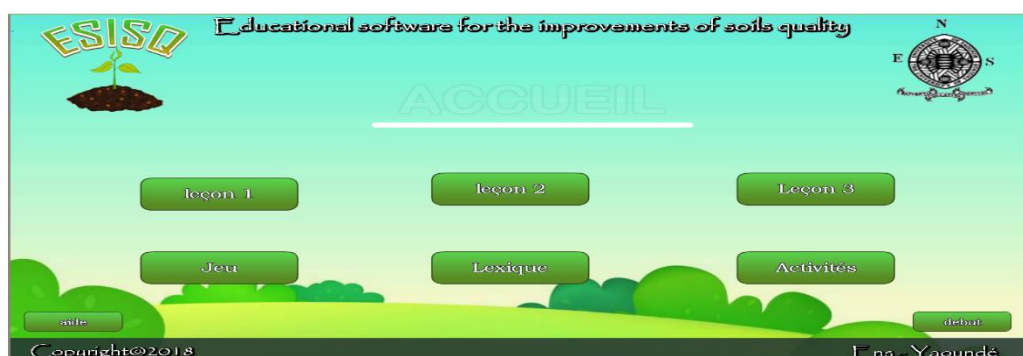 ESISQ
Educational software for the improvements of soils quality
N
E S
ACCUEIL
leçon 1 leçon 2 Leçon 3
Jeu Lexique Activités
aide debut
Copyright©2018 Ens - Yaoundé